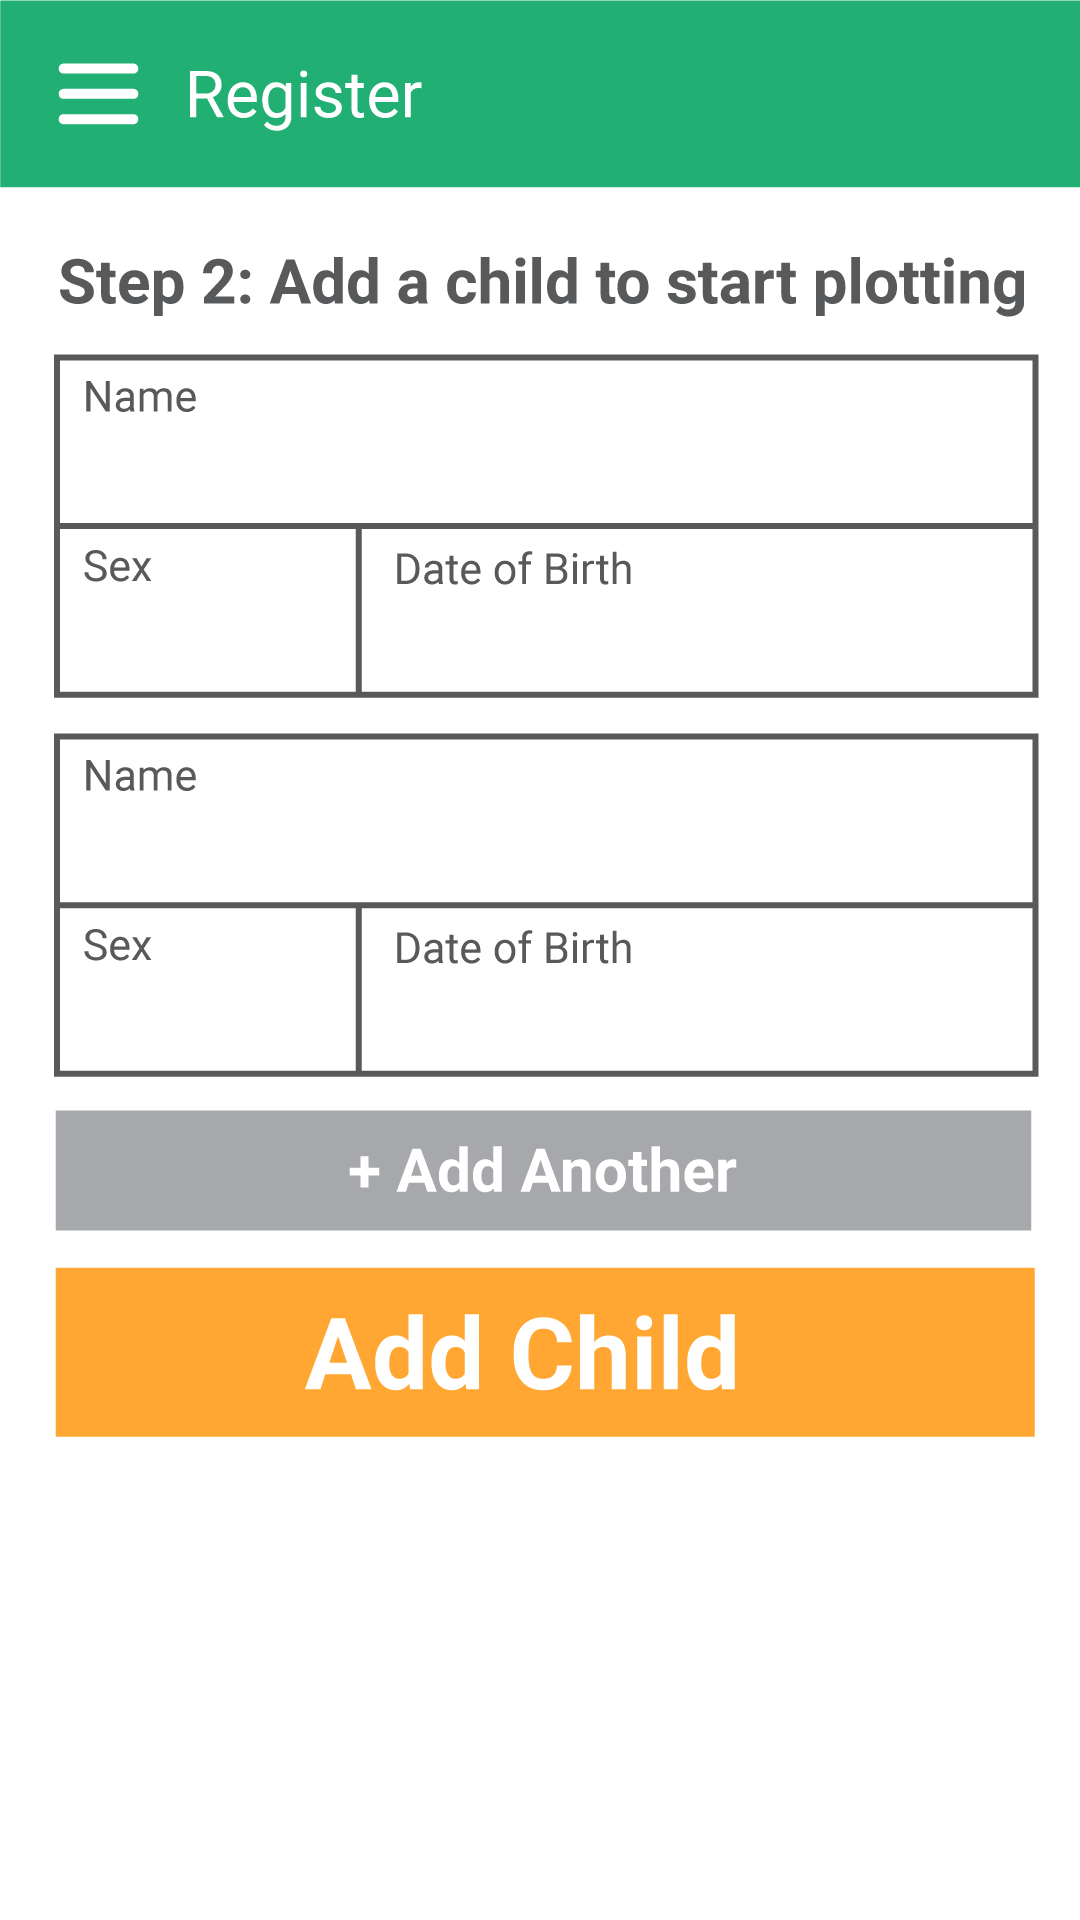 Register
Step 2: Add a child to start plotting
Name
Sex
Date of Birth
Name
Sex
Date of Birth
+ Add Another
Add Child